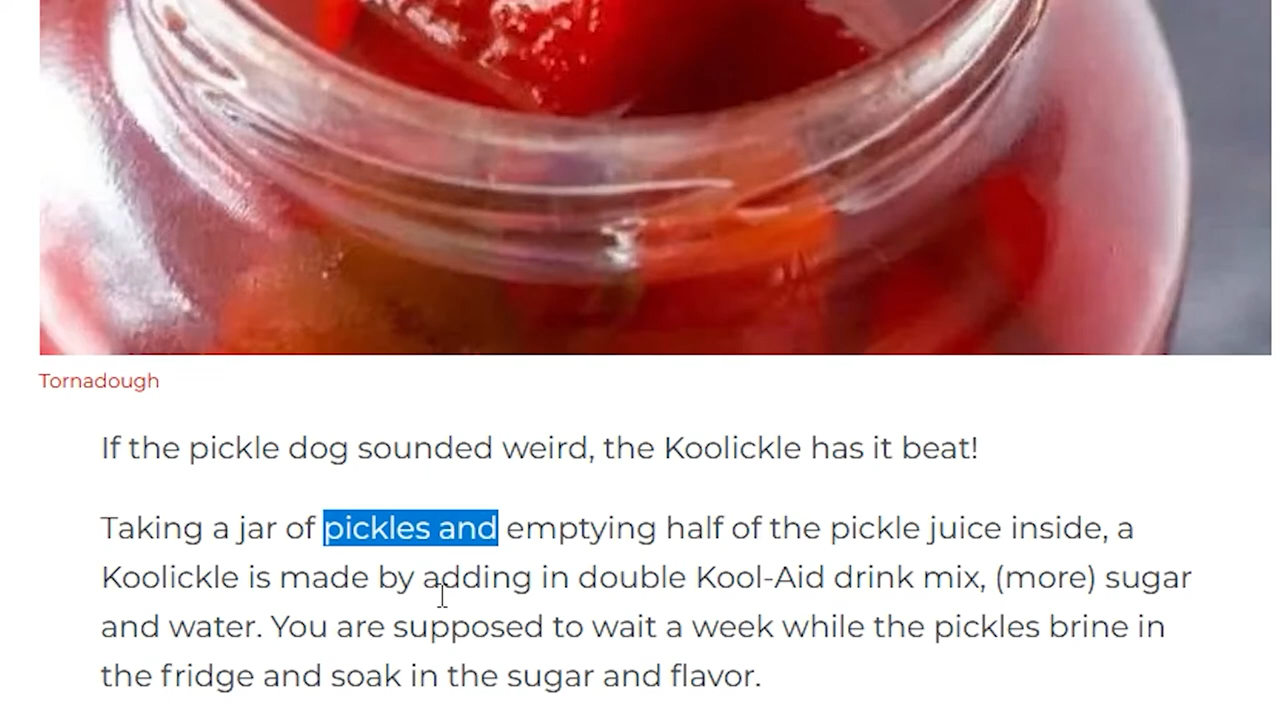 Tornadough
If the pickle dog sounded weird, the Koolickle has it beat!
Taking a jar of pickles and emptying half of the pickle juice inside, a
Koolickle is made by adding in double Kool-Aid drink mix, (more) sugar
and water. You are supposed to wait a week while the pickles brine in
the fridge and soak in the sugar and flavor.